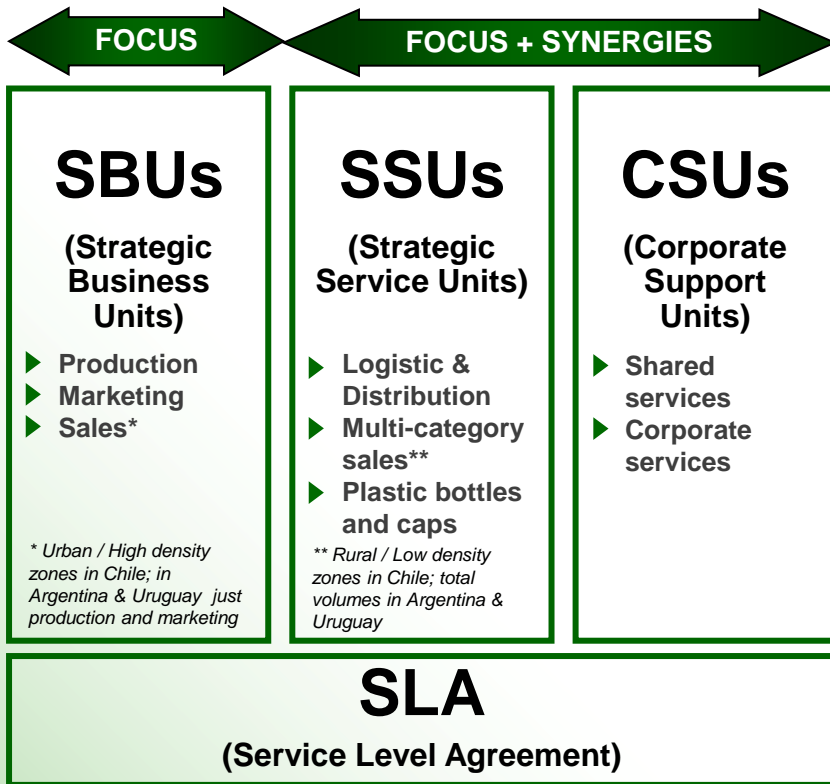 FOCUS
FOCUS + SYNERGIES
SBUs
(Strategic
Business
Units)
Production
Marketing
Sales*
* Urban / High density
zones in Chile; in
Argentina & Uruguay just
production and marketing
SSUs
(Strategic
Service Units)
Logistic &
Distribution
Multi-category
sales**
Plastic bottles
and caps
** Rural / Low density
zones in Chile; total
volumes in Argentina &
Uruguay
CSUs
(Corporate
Support
Units)
Shared
services
Corporate
services
SLA
(Service Level Agreement)